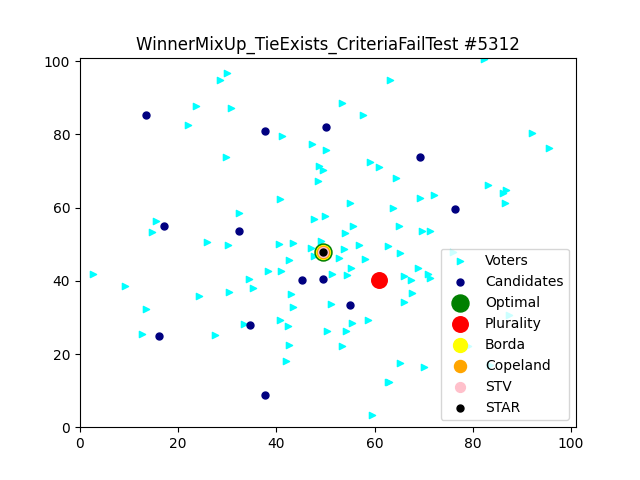 WinnerMixUp_TieExists_CriteriaFailTest #5312
100
80
60
40
20
0
0 20 40 60 80 100
Voters
Candidates
Optimal
Plurality
Borda
Copeland
STV
STAR